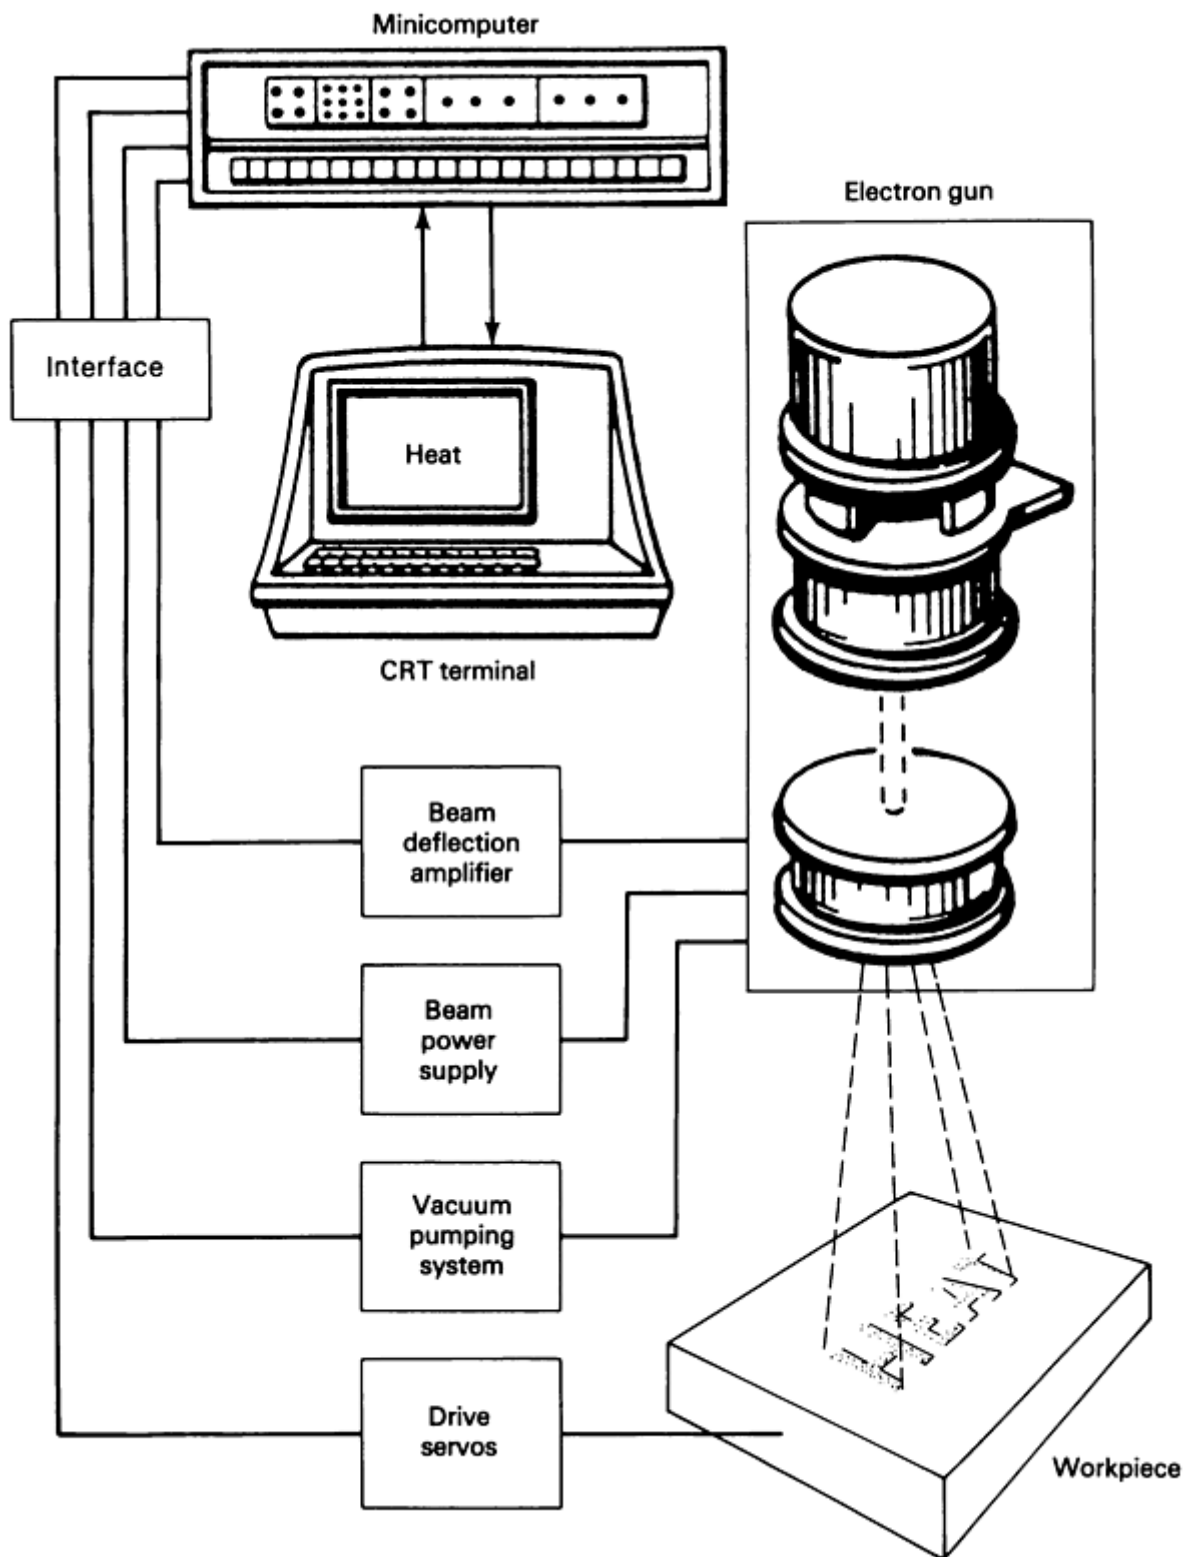 Minicomputer
Electron gun
Interface
Heat
CRT terminal
Beam
deflection
amplifier
Beam
power
supply
Vacuum
pumping
system
HEAT
Drive
servos
Workpiece